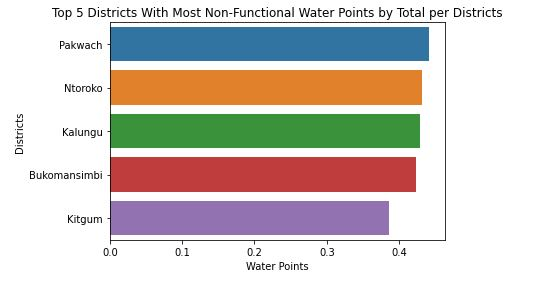 Top 5 Districts With Most Non-Functional Water Points by Total per Districts
Pakwach
Ntoroko
Kalungu
Bukomansimbi
Kitgum
Districts
0.0 0.1 0.2 0.3 0.4
Water Points